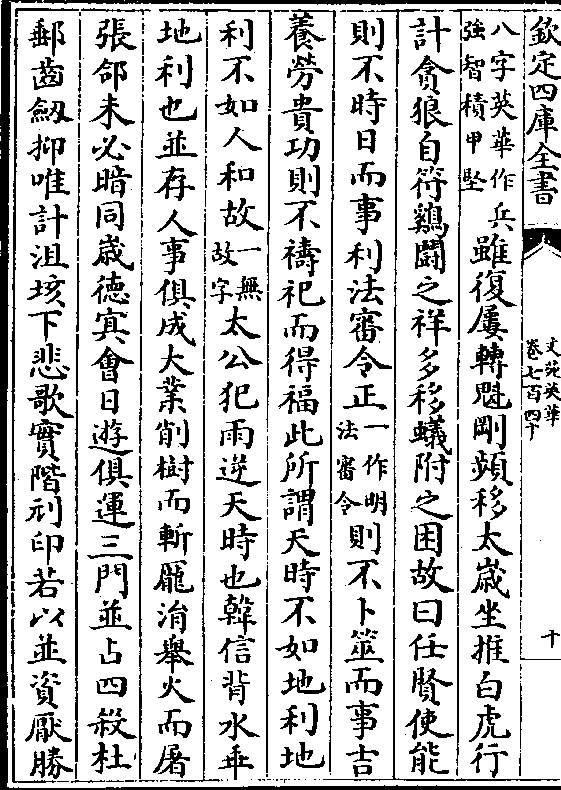 欽定四庫全書
文苑英華
卷七百四十
十
八字英華作
強智積甲堅
兵雖復屢轉魁剛頻移太歲坐推白虎行
計貪狼自符鷄鬭之祥多移蟻附之困故曰任賢使能
則不時日而事利法審令正一作明法審令則不卜筮而事吉
養勞貴功則不禱祀而得福此所謂天時不如地利地
利不如人和故一無故字太公犯雨逆天時也韓信背水乖
地利也並存人事俱成大業削樹而斬龐涓舉火而屠
張郃未必暗同歲德寘會日遊俱運三門並占四殺杜
郵齒劔抑唯計沮垓下悲歌實階刓印若以並資厭勝